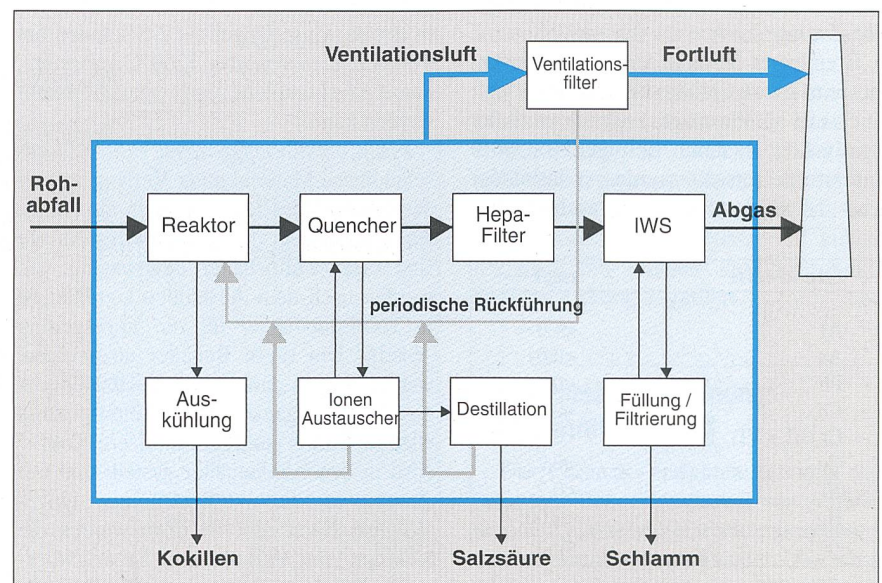 Ventilationsluft
Ventilations-
filter
Fortluft
Roh-
abfall
Reaktor
Quencher
Hepa-
Filter
IWS
Abgas
periodische Rückführung
Aus-
kühlung
Ionen
Austauscher
Destillation
Füllung /
Filtrierung
Kokillen
Salzsäure
Schlamm